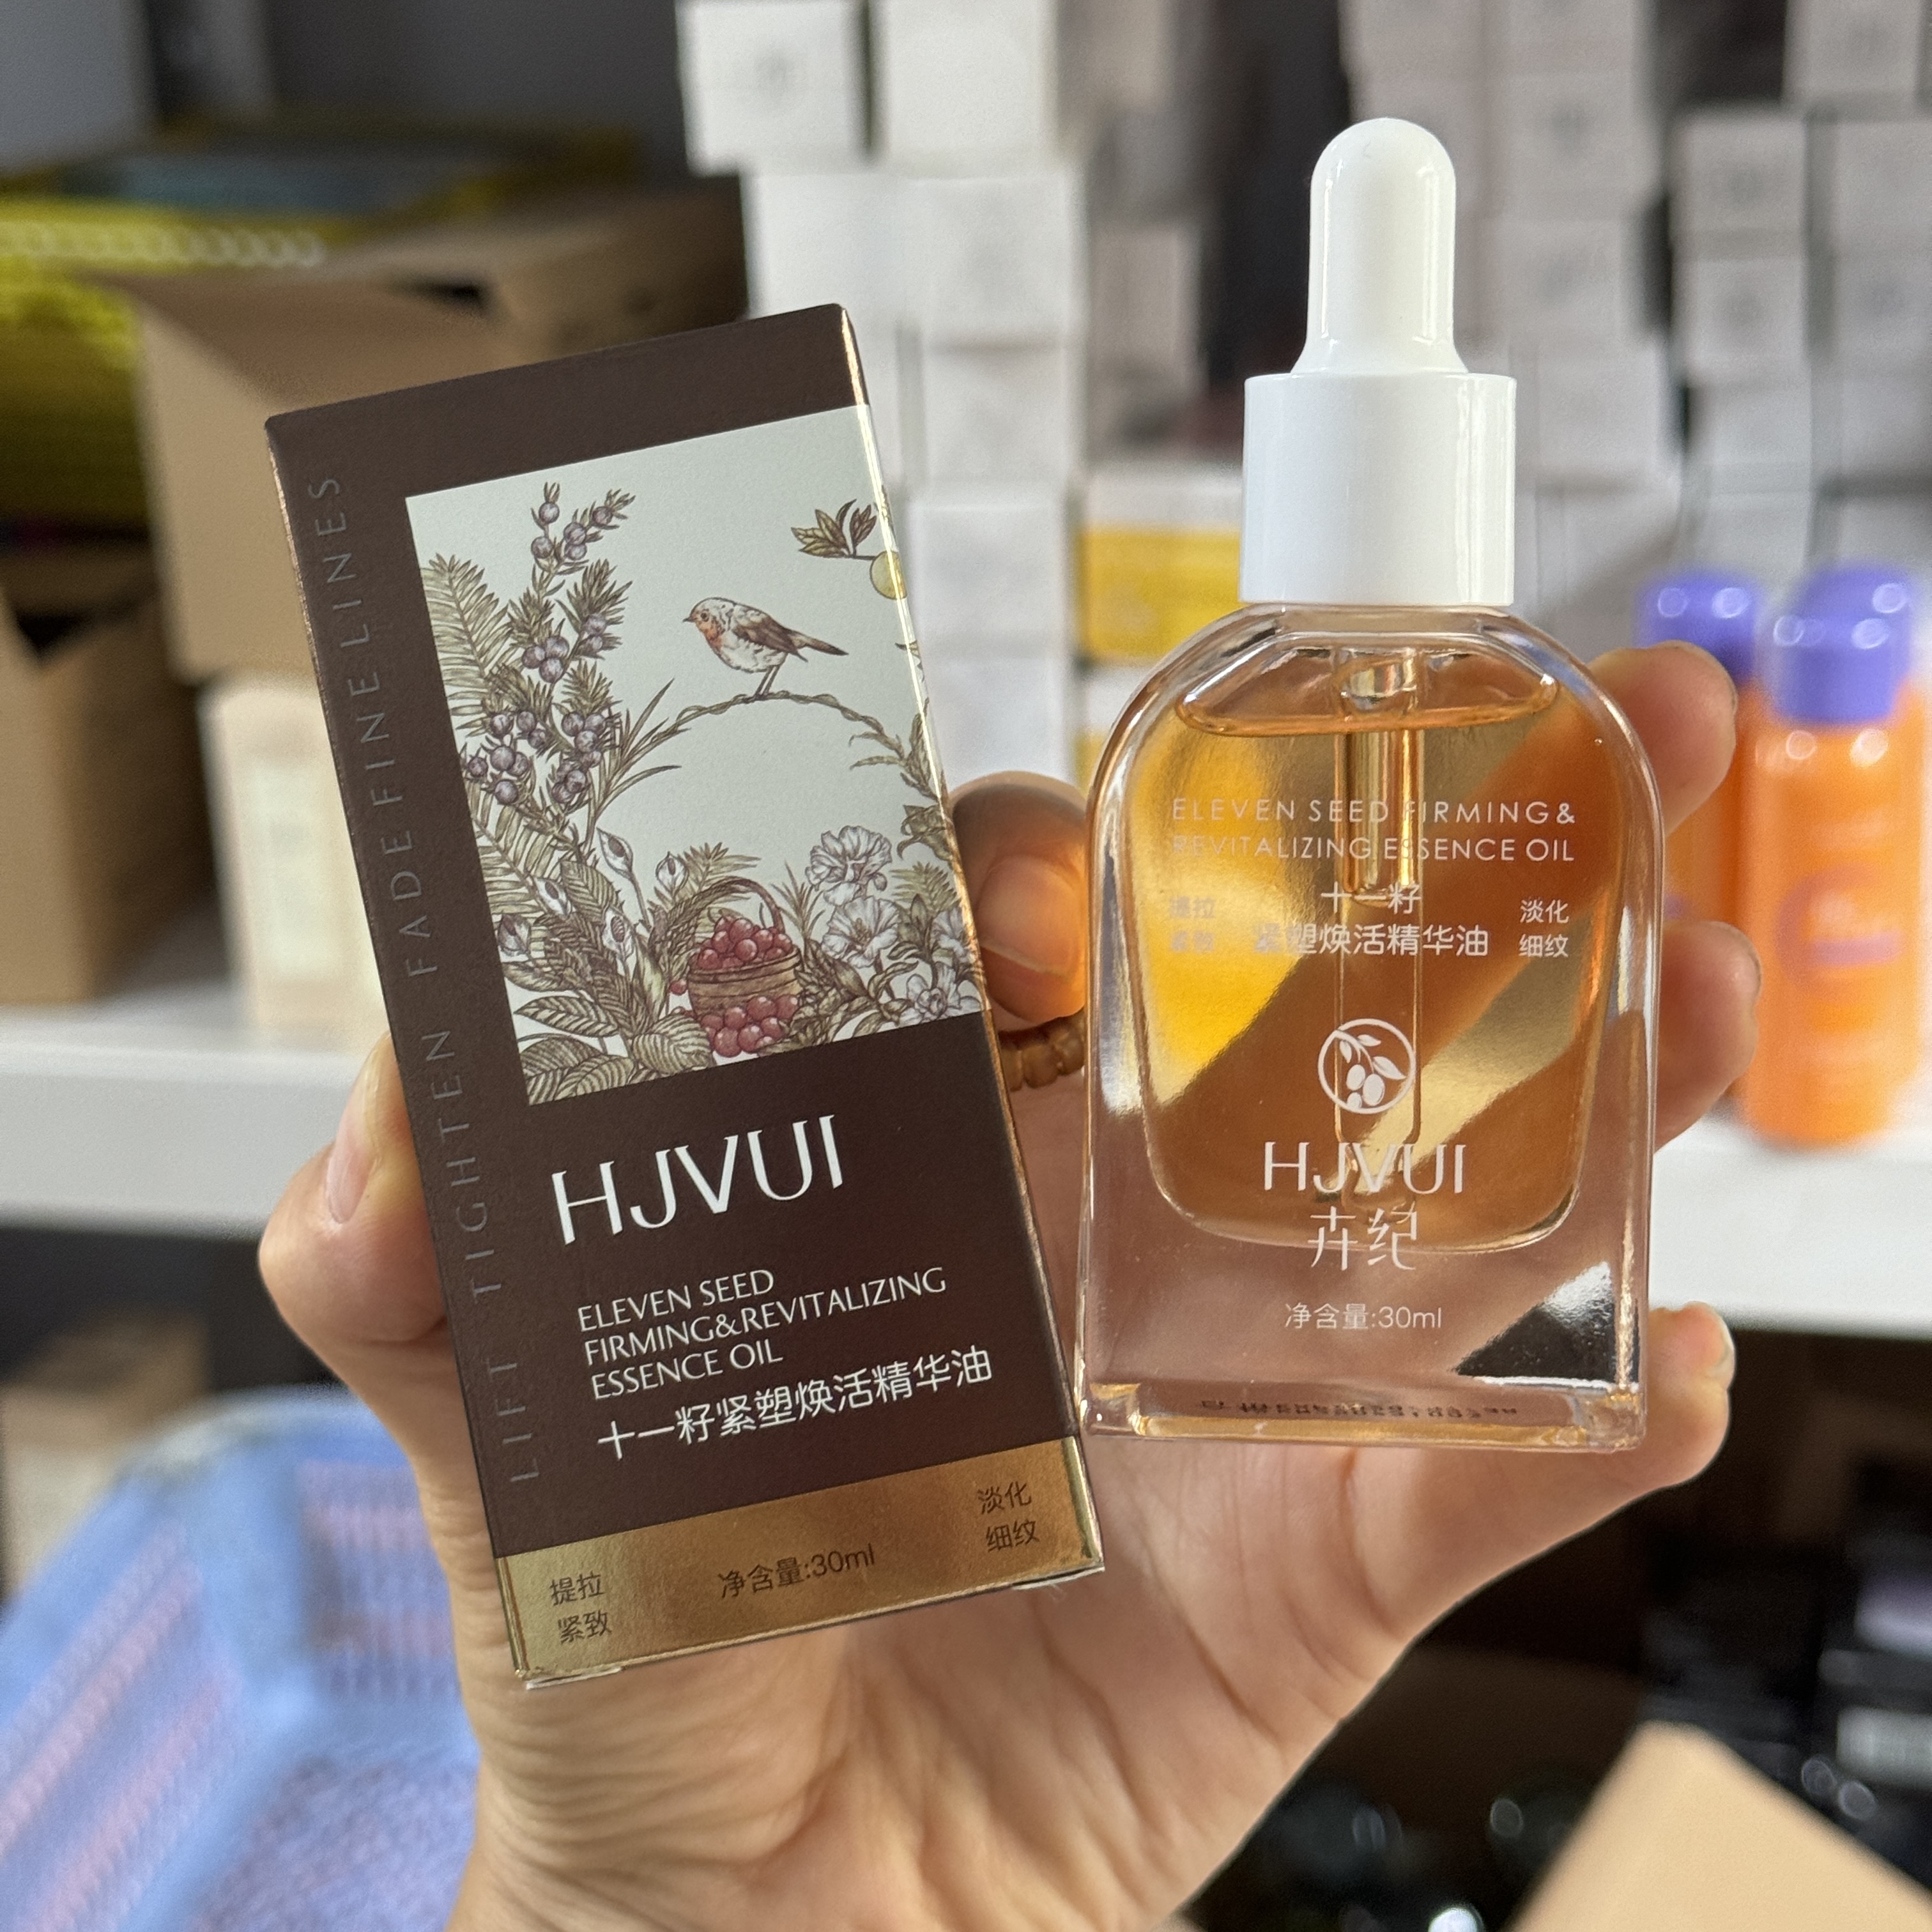 LIFT TIGHTEN FADE FINE LINES
HJVUI
ELEVEN SEED
FIRMING&REVITALIZING
ESSENCE OIL
十一籽紧塑焕活精华油
提拉
紧致
净含量:30ml
淡化
细纹
ELEVEN SEED FIRMING&
REVITALIZING ESSENCE OIL
提拉
紧致
十一籽
紧塑焕活精华油
淡化
细纹
HJVUI
卉纪
净含量:30ml